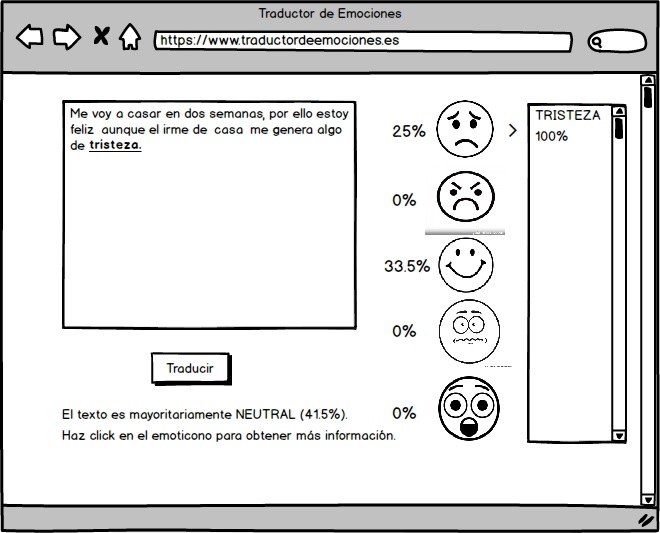 Traductor de Emociones
https://www.traductordeemociones.es
Me voy a casar en dos semanas, por ello estoy
feliz aunque el irme de casa me genera algo
de tristeza.
25%
TRISTEZA
100%
0%
33.5%
0%
Traducir
El texto es mayoritariamente NEUTRAL (41.5%).
0%
Haz click en el emoticono para obtener más información.